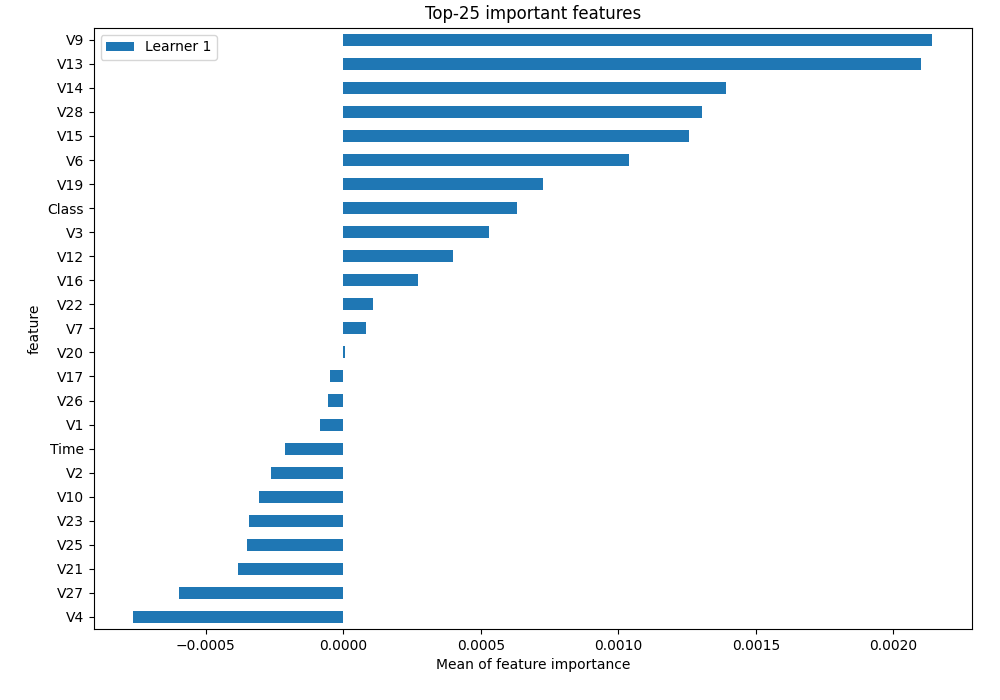 Top-25 important features
Learner 1
V9
V13
V14
V28
V15
V6
V19
Class
V3
V12
V16
V22
V7
V20
V17
V26
V1
Time
V2
V10
V23
V25
V21
V27
V4
feature
−0.0005 0.0000 0.0005 0.0010 0.0015 0.0020
Mean of feature importance